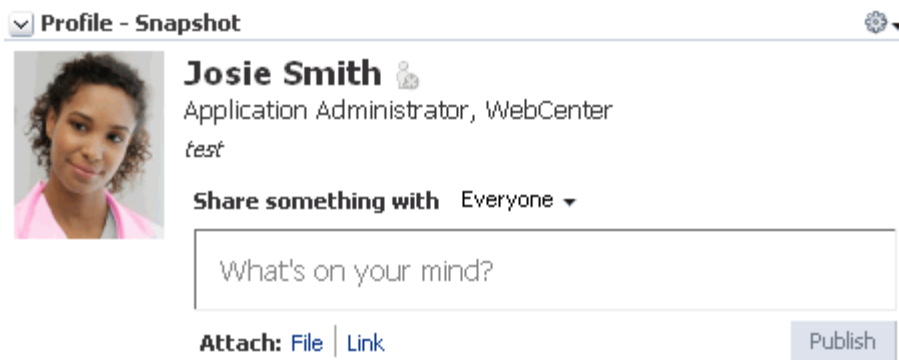 Profile - Snapshot
Josie Smith
Application Administrator, WebCenter
test
Share something with Everyone
What's on your mind?
Attach: File | Link
Publish